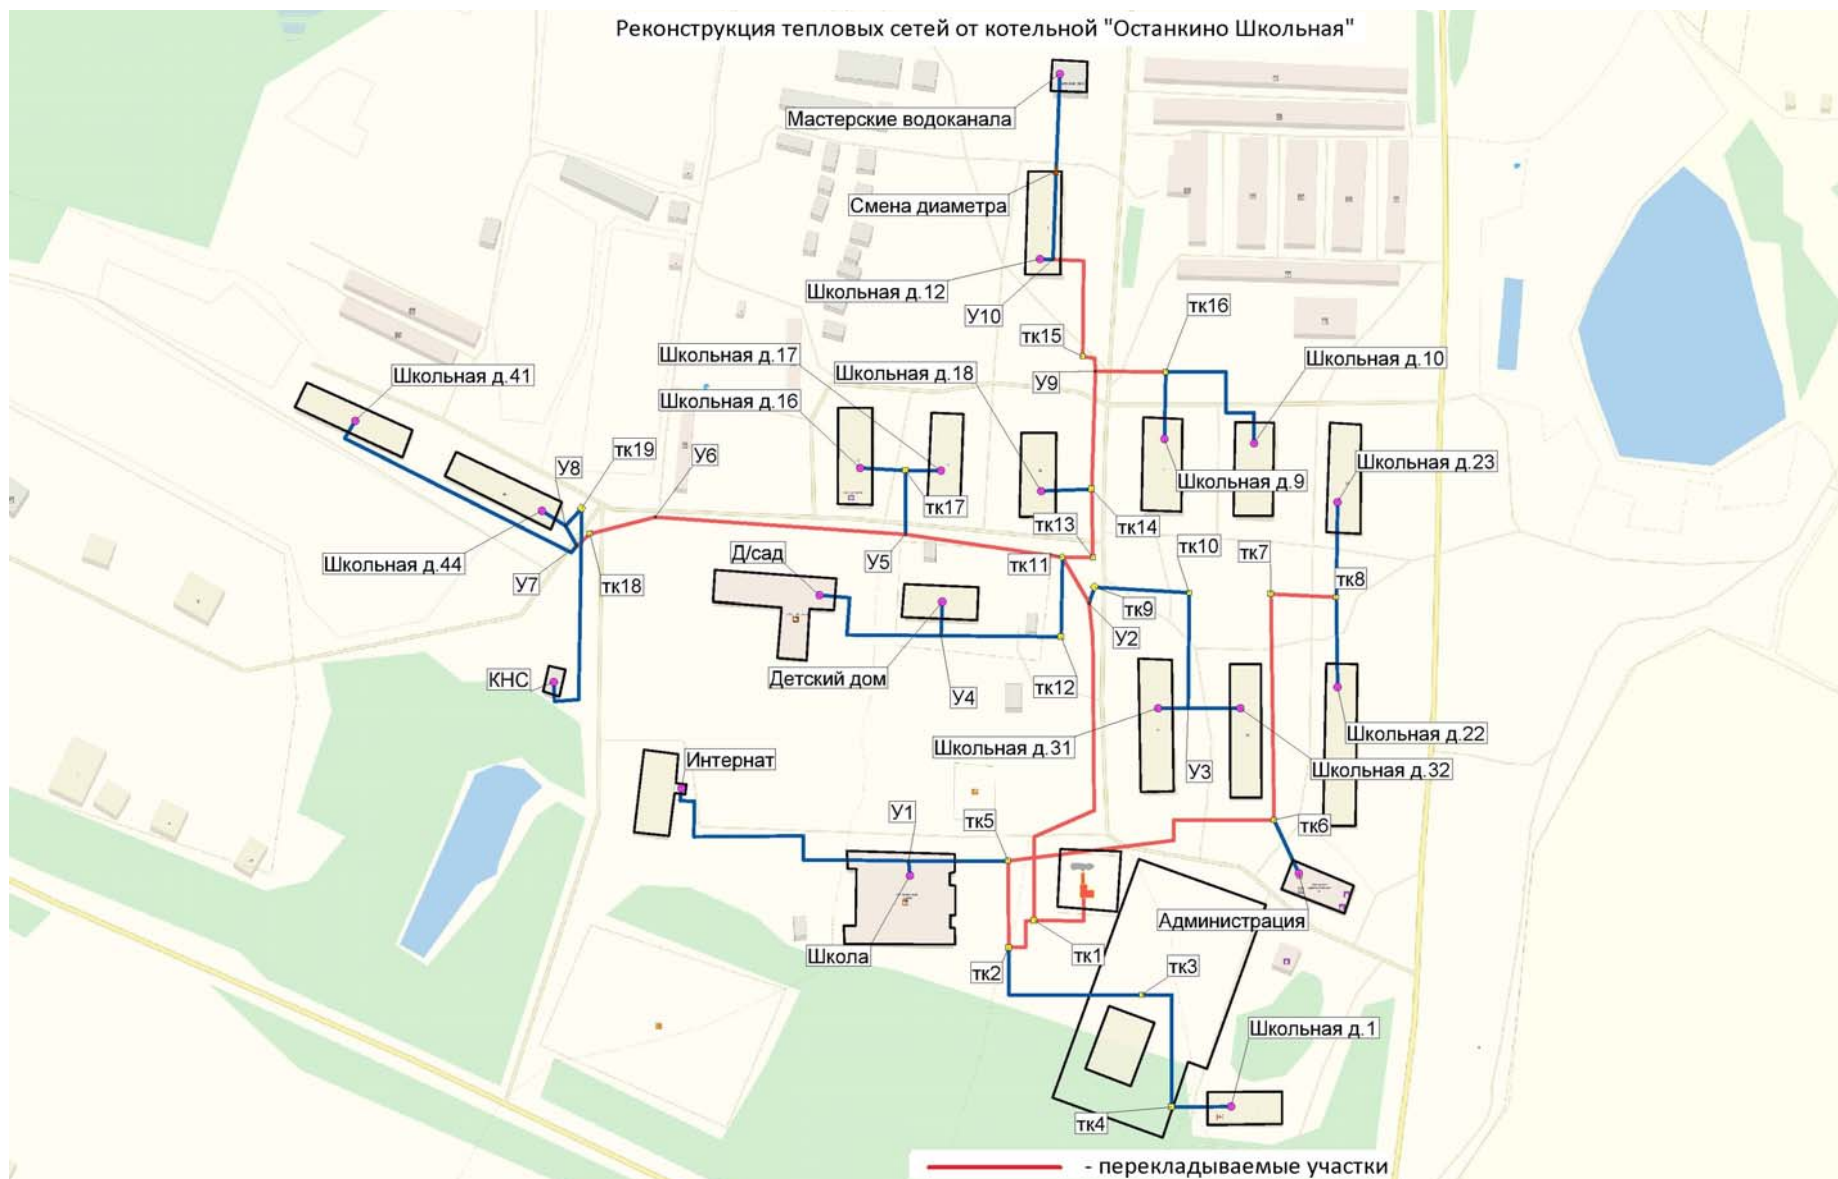 Реконструкция тепловых сетей от котельной "Останкино Школьная"
Мастерские водоканала
Смена диаметра
Школьная д.12
У10
тк16
тк15
Школьная д.17
Школьная д.18
У9
Школьная д.10
Школьная д.41
Школьная д.16
тк19
У6
У8
Школьная д.23
Школьная д.9
тк17
тк13
тк14
Школьная д.44
У7
тк18
Д/сад
У5
тк11
тк10
тк7
тк8
тк9
У2
КНС
Детский дом
У4
тк12
Школьная д.31
У3
Школьная д.22
Школьная д.32
Интернат
У1
тк5
тк6
Администрация
Школа
тк2
тк1
тк3
Школьная д.1
тк4
- перекладываемые участки